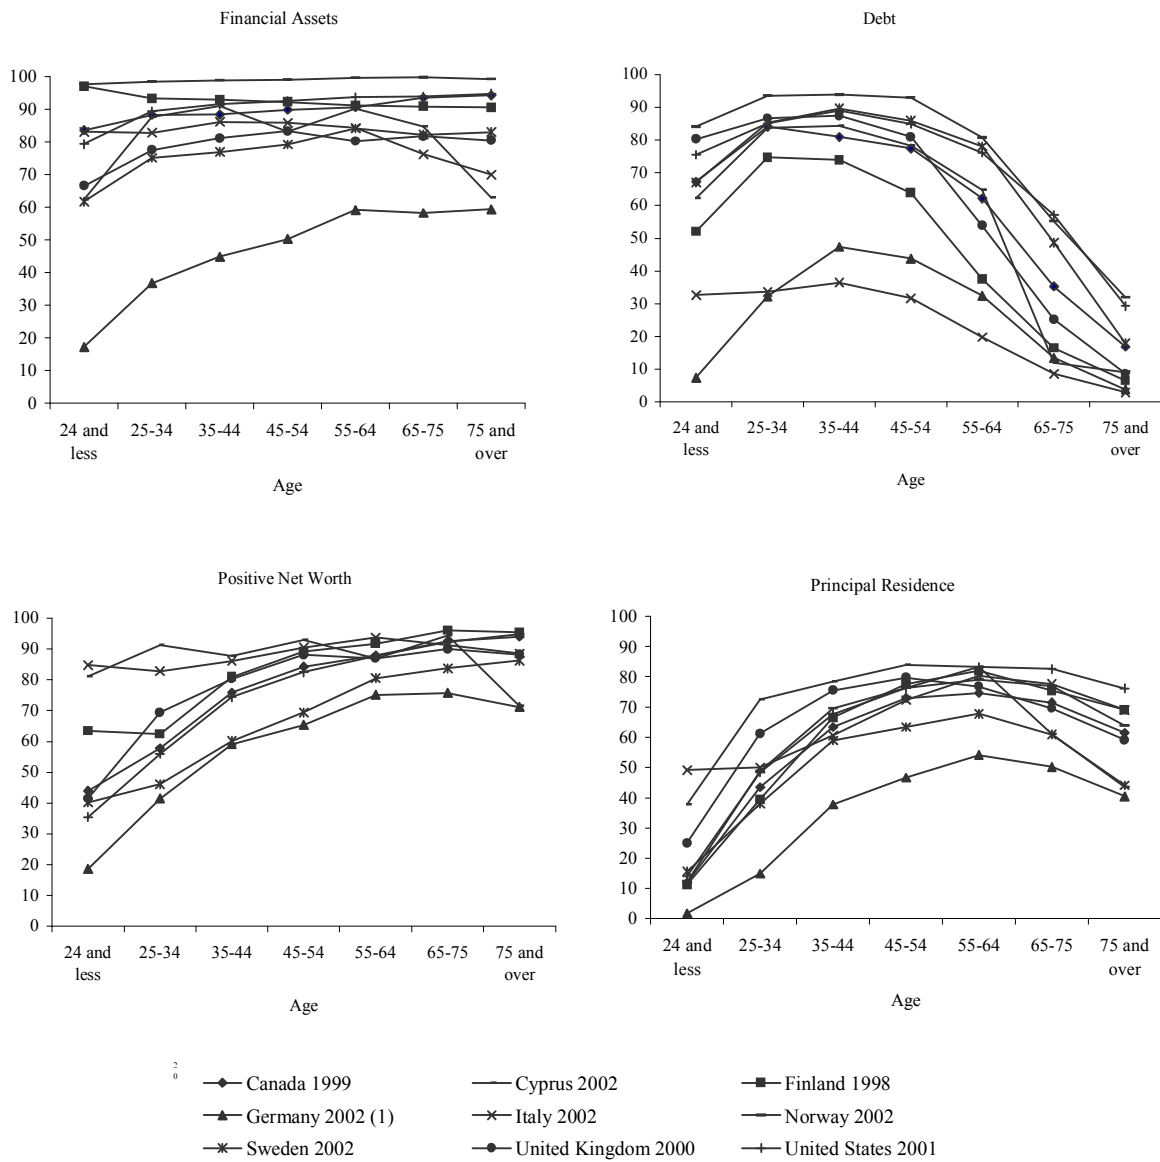 Financial Assets
100
90
80
70
60
50
40
30
20
10
0
24 and less
25-34
35-44
45-54
55-64
65-75
75 and over
Age
Debt
100
90
80
70
60
50
40
30
20
10
0
24 and less
25-34
35-44
45-54
55-64
65-75
75 and over
Age
Positive Net Worth
100
90
80
70
60
50
40
30
20
10
0
24 and less
25-34
35-44
45-54
55-64
65-75
75 and over
Age
Principal Residence
100
90
80
70
60
50
40
30
20
10
0
24 and less
25-34
35-44
45-54
55-64
65-75
75 and over
Age
2
0
Canada 1999
Cyprus 2002
Finland 1998
Germany 2002 (1)
Italy 2002
Norway 2002
Sweden 2002
United Kingdom 2000
United States 2001